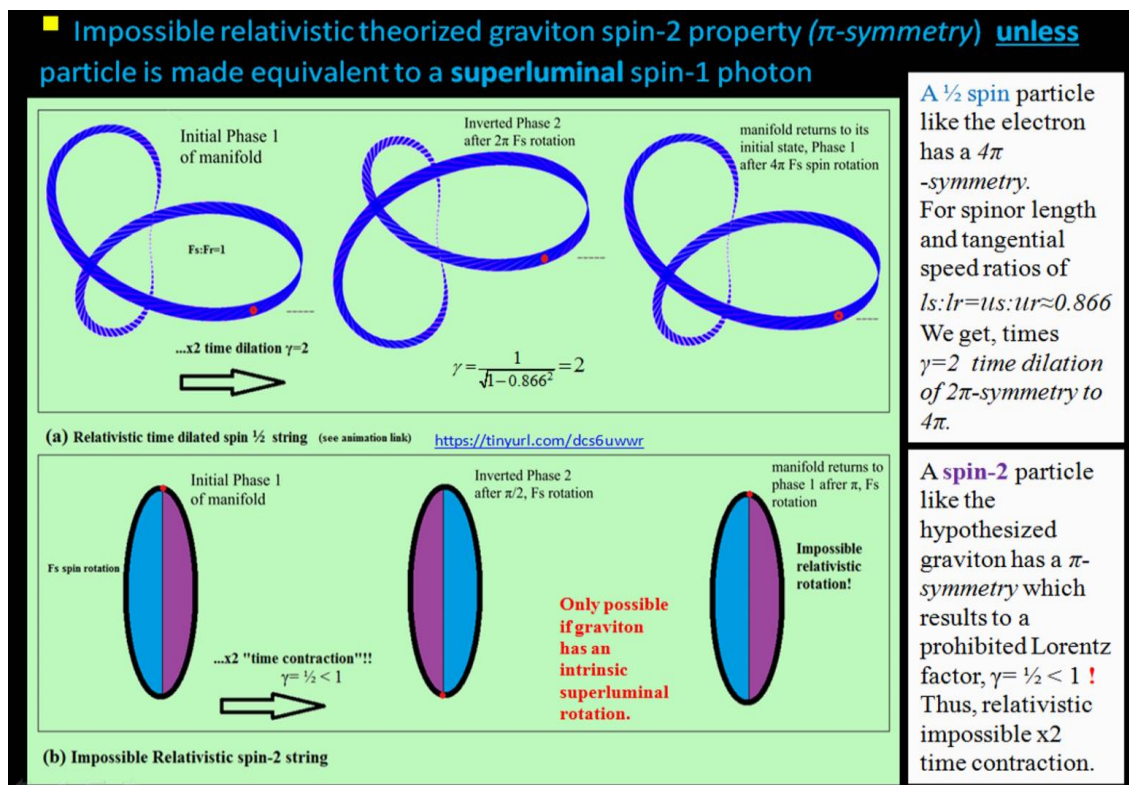 Impossible relativistic theorized graviton spin-2 property (π-symmetry) unless
particle is made equivalent to a superluminal spin-1 photon
Initial Phase 1
of manifold
Fs:Fr=1
...x2 time dilation γ=2
Inverted Phase 2
after 2π Fs rotation
γ = 1/√1−0.866² = 2
manifold returns to its
initial state, Phase 1
after 4π Fs spin rotation
(a) Relativistic time dilated spin ½ string (see animation link) https://tinyurl.com/dcs6uwwr
Initial Phase 1
of manifold
Fs spin rotation
...x2 "time contraction"!!
γ= ½ < 1
Inverted Phase 2
after π/2, Fs rotation
Only possible
if graviton
has an
intrinsic
superluminal
rotation.
manifold returns to
phase 1 afrer π, Fs
rotation
Impossible
relativistic
rotation!
(b) Impossible Relativistic spin-2 string
A ½ spin particle
like the electron
has a 4π
-symmetry.
For spinor length
and tangential
speed ratios of
ls:lr=us:ur≈0.866
We get, times
γ=2 time dilation
of 2π-symmetry to
4π.
A spin-2 particle
like the
hypothesized
graviton has a π-
symmetry which
results to a
prohibited Lorentz
factor, γ= ½ < 1 !
Thus, relativistic
impossible x2
time contraction.